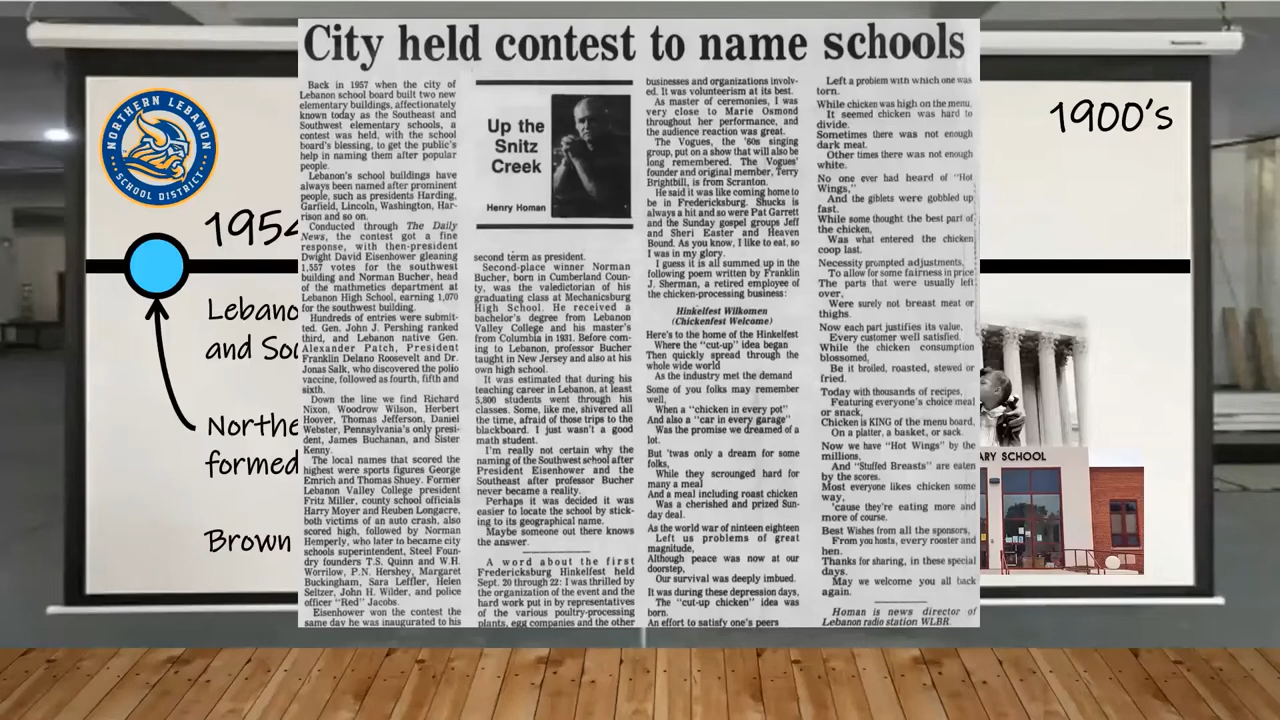 City held contest to name schools
Back in 1957 when the city of
Lebanon school board built two new
elementary buildings, affectionately
known today as the Southeast and
Southwest elementary schools, a
contest was held, with the school
board's blessing, to get the public's
help in naming them after popular
people.
Lebanon's school buildings have
always been named after prominent
people, such as presidents Harding,
Garfield, Lincoln, Washington, Har-
rison and so on.
Conducted through The Daily
News, the contest got a fine
response, with then-president
Dwight David Eisenhower gleaning
1,557 votes for the southwest
building and Norman Bucher, head
of the mathmetics department at
Lebanon High School, earning 1,070
for the southwest building.
Hundreds of entries were submit-
ted. Gen. John J. Pershing ranked
third, and Lebanon native Gen.
Alexander Patch, President
Franklin Delano Roosevelt and Dr.
Jonas Salk, who discovered the polio
vaccine, followed as fourth, fifth and
sixth.
Down the line we find Richard
Nixon, Woodrow Wilson, Herbert
Hoover, Thomas Jefferson, Daniel
Webster, Pennsylvania's only presi-
dent, James Buchanan, and Sister
Kenny.
The local names that scored the
highest were sports figures George
Emrich and Thomas Shuey. Former
Lebanon Valley College president
Fritz Miller, county school officials
Harry Moyer and Reuben Longacre,
both victims of an auto crash, also
scored high, followed by Norman
Hemperly, who later to became city
schools superintendent, Steel Foun-
dry founders T.S. Quinn and W.H.
Worrilow, P.N. Hershey, Margaret
Buckingham, Sara Leffler, Helen
Seltzer, John H. Wilder, and police
officer "Red" Jacobs.
Eisenhower won the contest the
same day he was inaugurated to his
Up the
Snitz
Creek
Henry Homan
second term as president.
Second-place winner Norman
Bucher, born in Cumberland Coun-
ty, was the valedictorian of his
graduating class at Mechanicsburg
High School. He received a
bachelor's degree from Lebanon
Valley College and his master's
from Columbia in 1931. Before com-
ing to Lebanon, professor Bucher
taught in New Jersey and also at his
own high school.
It was estimated that during his
teaching career in Lebanon, at least
5,800 students went through his
classes. Some, like me, shivered all
the time, afraid of those trips to the
blackboard. I just wasn't a good
math student.
I'm really not certain why the
naming of the Southwest school after
President Eisenhower and the
Southeast after professor Bucher
never became a reality.
Perhaps it was decided it was
easier to locate the school by stick-
ing to its geographical name.
Maybe someone out there knows
the answer.
A word about the first
Fredericksburg Hinkelfest held
Sept. 20 through 22: I was thrilled by
the organization of the event and the
hard work put in by representatives
of the various poultry-processing
plants, egg companies and the other
businesses and organizations involv-
ed. It was volunteerism at its best.
As master of ceremonies, I was
very close to Marie Osmond
throughout her performance, and
the audience reaction was great.
The Vogues, the '60s singing
group, put on a show that will also be
long remembered. The Vogues'
founder and original member, Terry
Brightbill, is from Scranton.
He said it was like coming home to
be in Fredericksburg. Shucks is
always a hit and so were Pat Garrett
and the Sunday gospel groups Jeff
and Sheri Easter and Heaven
Bound. As you know, I like to eat, so
I was in my glory.
I guess it is all summed up in the
following poem written by Franklin
J. Sherman, a retired employee of
the chicken-processing business:
Hinkelfest Wilkomen
(Chickenfest Welcome)
Here's to the home of the Hinkelfest
Where the "cut-up" idea began
Then quickly spread through the
whole wide world
As the industry met the demand
Some of you folks may remember
well,
When a "chicken in every pot"
And also a "car in every garage"
Was the promise we dreamed of a
lot.
But 'twas only a dream for some
folks,
While they scrounged hard for
many a meal
And a meal including roast chicken
Was a cherished and prized Sun-
day deal.
As the world war of nineteen eighteen
Left us problems of great
magnitude,
Although peace was now at our
doorstep,
Our survival was deeply imbued.
It was during these depression days,
The "cut-up chicken" idea was
born.
An effort to satisfy one's peers
Left a problem with which one was
torn.
While chicken was high on the menu,
It seemed chicken was hard to
divide.
Sometimes there was not enough
dark meat.
Other times there was not enough
white.
No one ever had heard of "Hot
Wings,"
And the giblets were gobbled up
fast.
While some thought the best part of
the chicken,
Was what entered the chicken
coop last.
Necessity prompted adjustments,
To allow for some fairness in price
The parts that were usually left
over,
Were surely not breast meat or
thighs.
Now each part justifies its value,
Every customer well satisfied.
While the chicken consumption
blossomed,
Be it broiled, roasted, stewed or
fried.
Today with thousands of recipes,
Featuring everyone's choice meal
or snack,
Chicken is KING of the menu board,
On a platter, a basket, or sack.
Now we have "Hot Wings" by the
millions,
And "Stuffed Breasts" are eaten
by the scores.
Most everyone likes chicken some
way,
'cause they're eating more and
more of course.
Best Wishes from all the sponsors,
From you hosts, every rooster and
hen.
Thanks for sharing, in these special
days.
May we welcome you all back
again.
Homan is news director of
Lebanon radio station WLBR.
NORTHERN LEBANON
SCHOOL DISTRICT
1900's
1954
Lebano
and Sou
Northe
formed
Brown
ARY SCHOOL